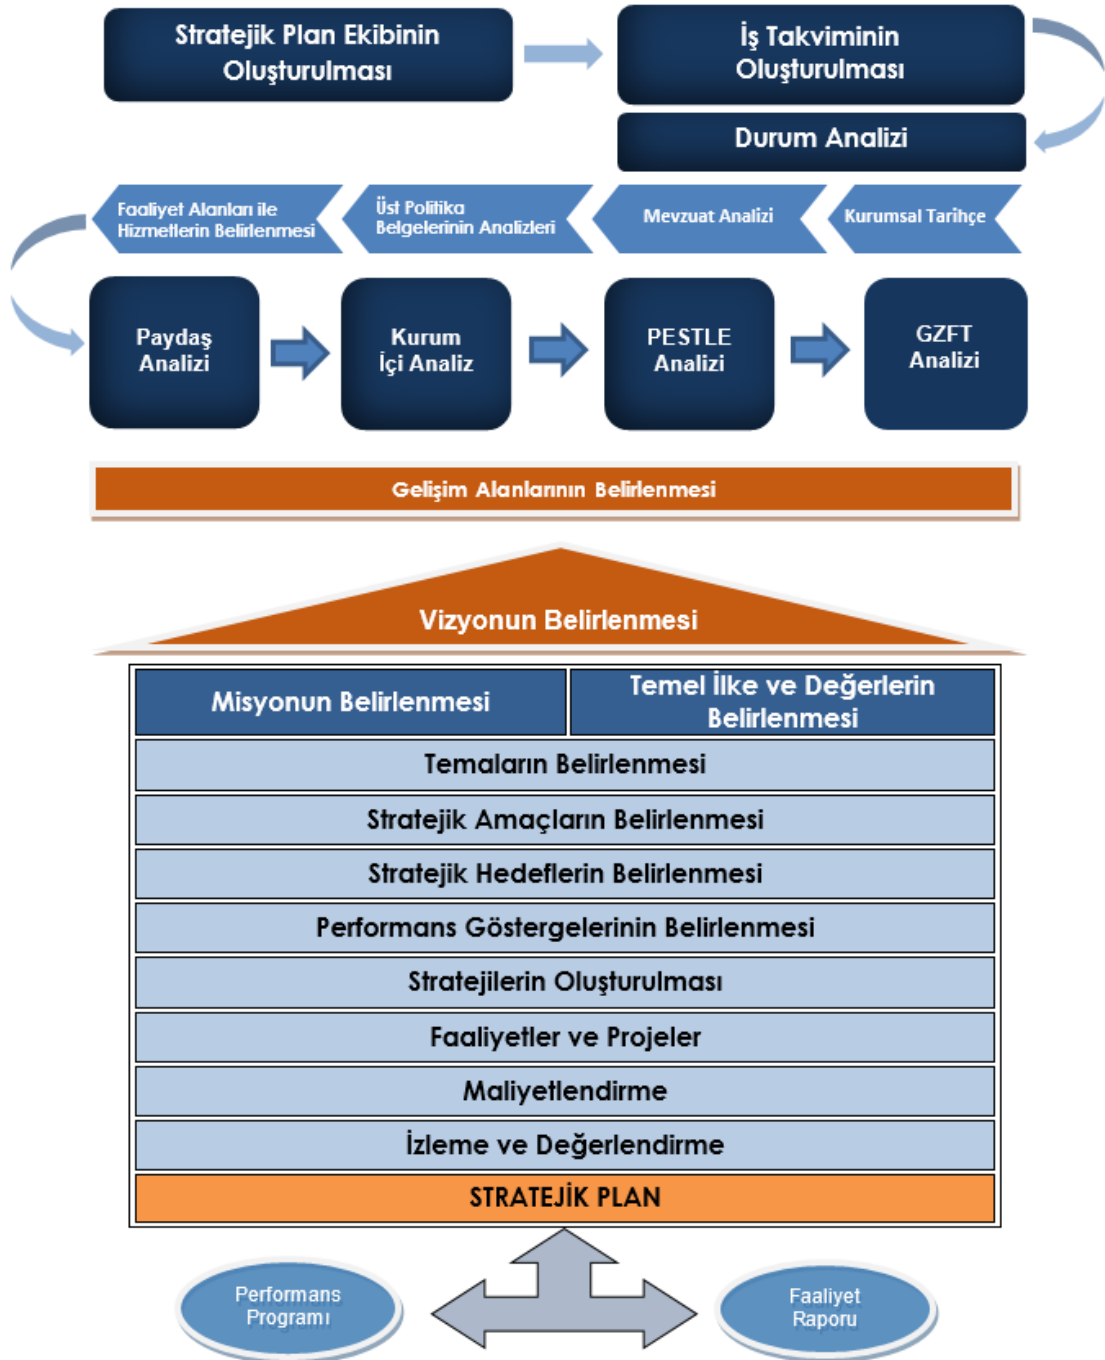 Stratejik Plan Ekibinin
Oluşturulması
İş Takviminin
Oluşturulması
Durum Analizi
Faaliyet Alanları ile
Hizmetlerin Belirlenmesi
Üst Politika
Belgelerinin Analizleri
Mevzuat Analizi
Kurumsal Tarihçe
Paydaş
Analizi
Kurum
İçi Analiz
PESTLE
Analizi
GZFT
Analizi
Gelişim Alanlarının Belirlenmesi
Vizyonun Belirlenmesi
Misyonun Belirlenmesi
Temel İlke ve Değerlerin
Belirlenmesi
Temaların Belirlenmesi
Stratejik Amaçların Belirlenmesi
Stratejik Hedeflerin Belirlenmesi
Performans Göstergelerinin Belirlenmesi
Stratejilerin Oluşturulması
Faaliyetler ve Projeler
Maliyetlendirme
İzleme ve Değerlendirme
STRATEJİK PLAN
Performans
Programı
Faaliyet
Raporu